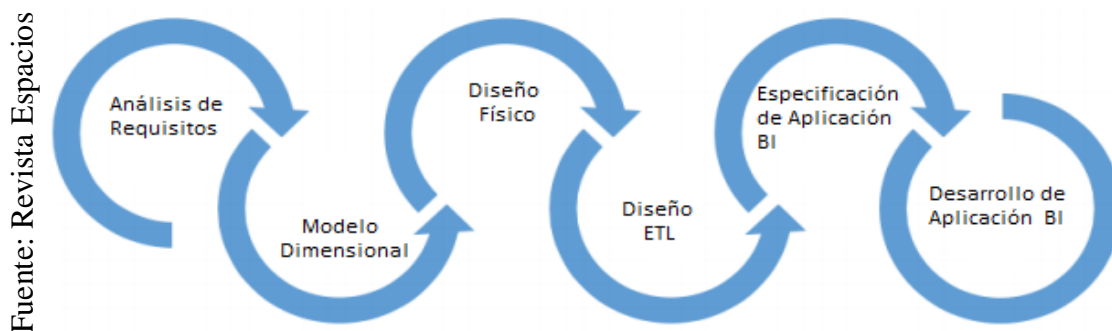 Fuente: Revista Espacios
Análisis de
Requisitos
Modelo
Dimensional
Diseño
Físico
Diseño
ETL
Especificación
de Aplicación
BI
Desarrollo de
Aplicación BI